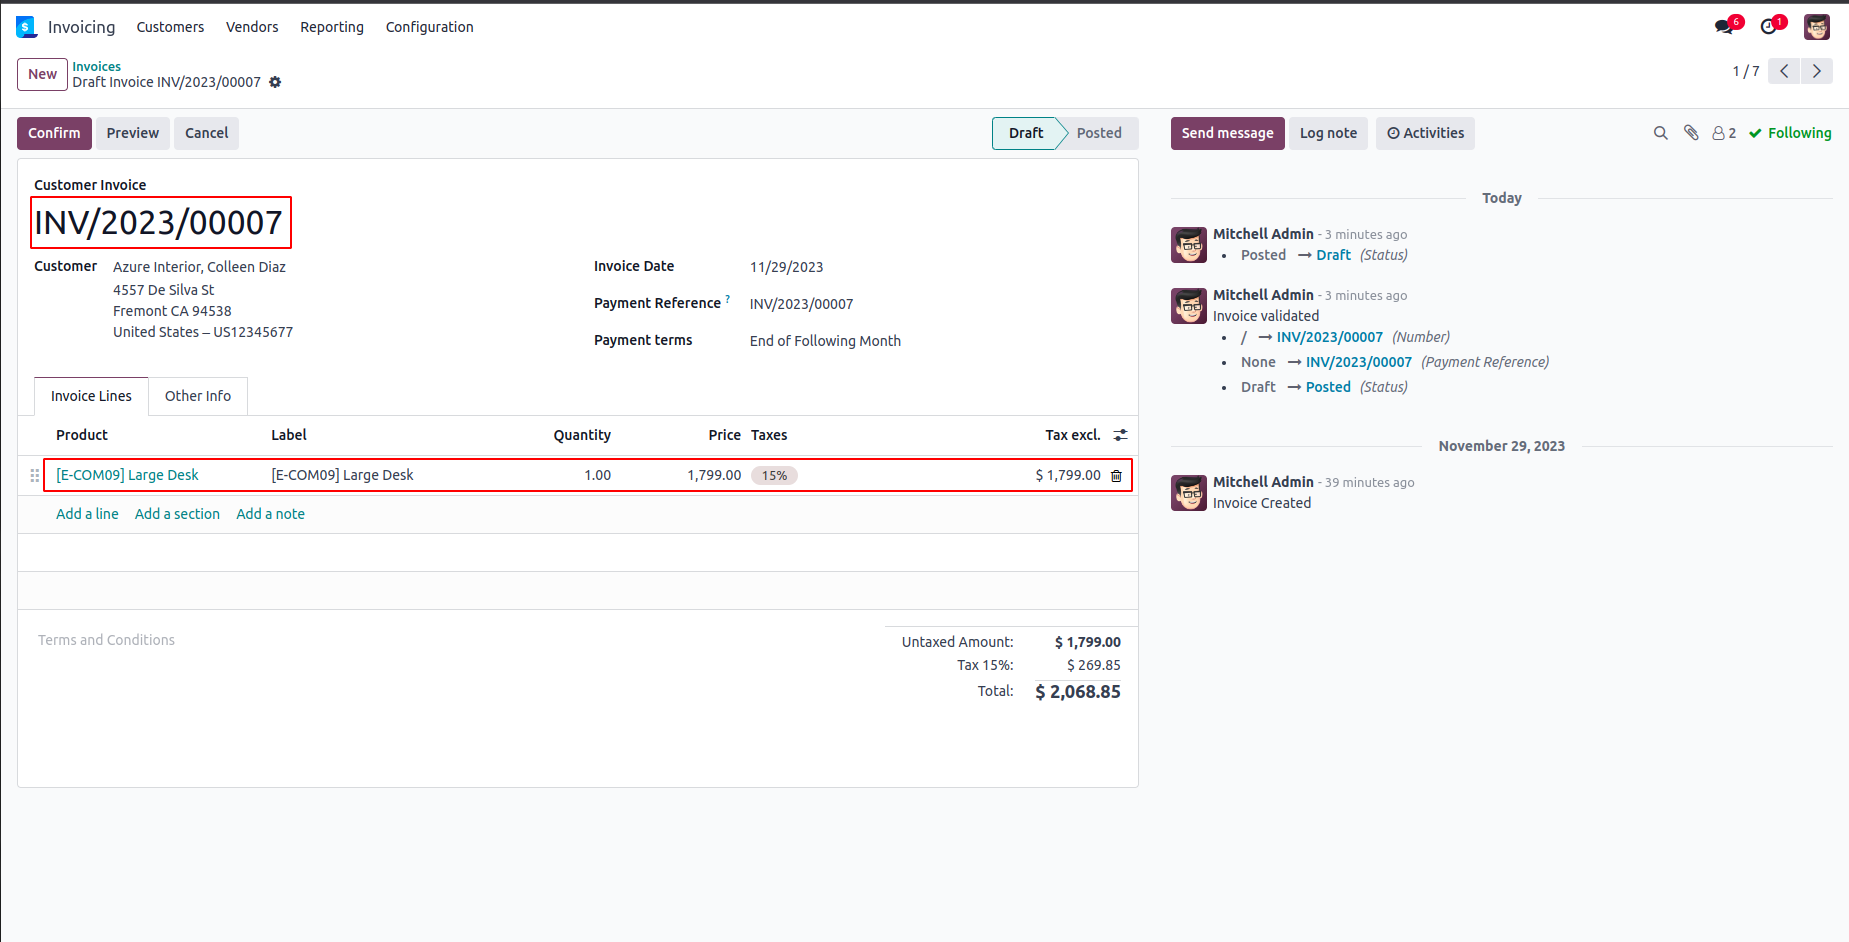 Invoicing Customers Vendors Reporting Configuration 6 1
New Invoices 1 / 7
Draft Invoice INV/2023/00007
Confirm Preview Cancel Draft Posted Send message Log note Activities 2 Following
Customer Invoice
INV/2023/00007
Customer Azure Interior, Colleen Diaz
4557 De Silva St
Fremont CA 94538
United States – US12345677
Invoice Date 11/29/2023
Payment Reference ? INV/2023/00007
Payment terms End of Following Month
Invoice Lines Other Info
Product Label Quantity Price Taxes Tax excl.
[E-COM09] Large Desk [E-COM09] Large Desk 1.00 1,799.00 15% $ 1,799.00
Add a line Add a section Add a note
Terms and Conditions
Untaxed Amount: $ 1,799.00
Tax 15%: $ 269.85
Total: $ 2,068.85
Today
Mitchell Admin - 3 minutes ago
• Posted → Draft (Status)
Mitchell Admin - 3 minutes ago
Invoice validated
• / → INV/2023/00007 (Number)
• None → INV/2023/00007 (Payment Reference)
• Draft → Posted (Status)
November 29, 2023
Mitchell Admin - 39 minutes ago
Invoice Created